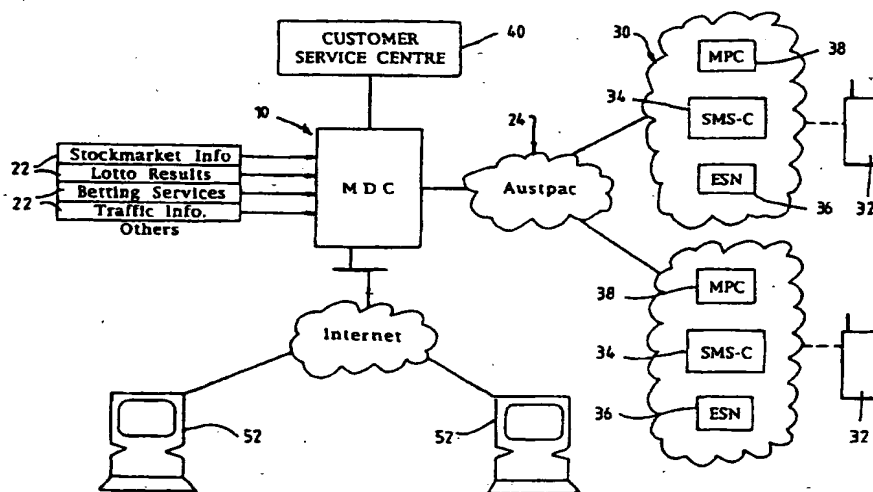 CUSTOMER
SERVICE CENTRE
40
30
MPC
38
34
SMS-C
10
24
22
Stockmarket Info
Lotto Results
22
Betting Services
22
Traffic Info.
Others
MDC
Austpac
ESN
36
32
MPC
38
Internet
34
SMS-C
36
ESN
32
52
52